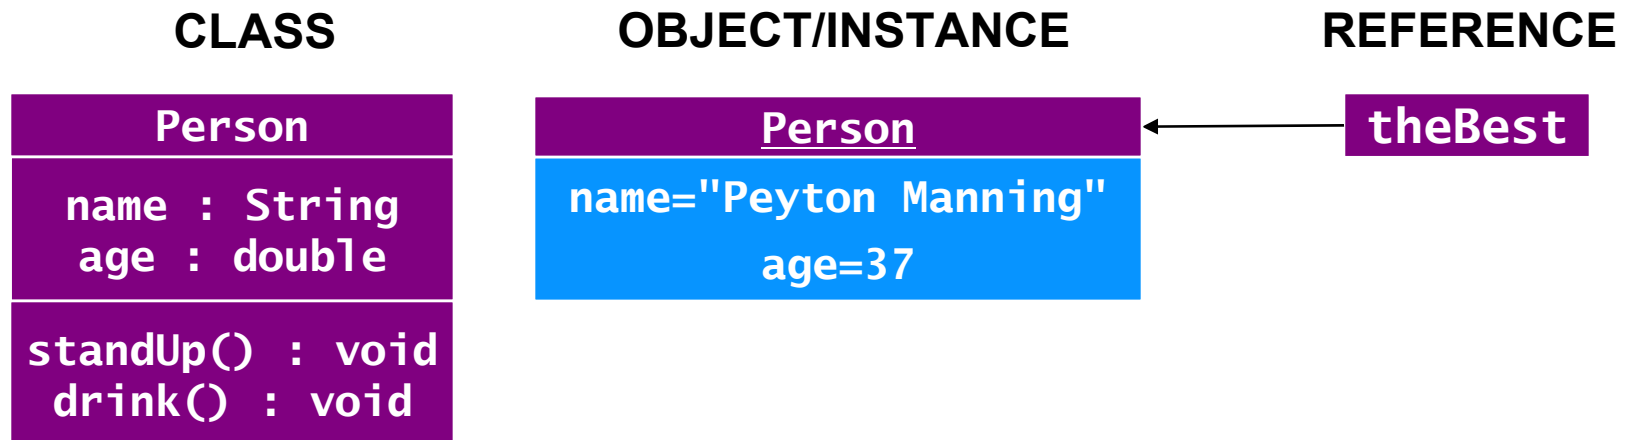 CLASS
OBJECT/INSTANCE
REFERENCE
Person
name : String
age : double
standUp() : void
drink() : void
Person
name="Peyton Manning"
age=37
theBest